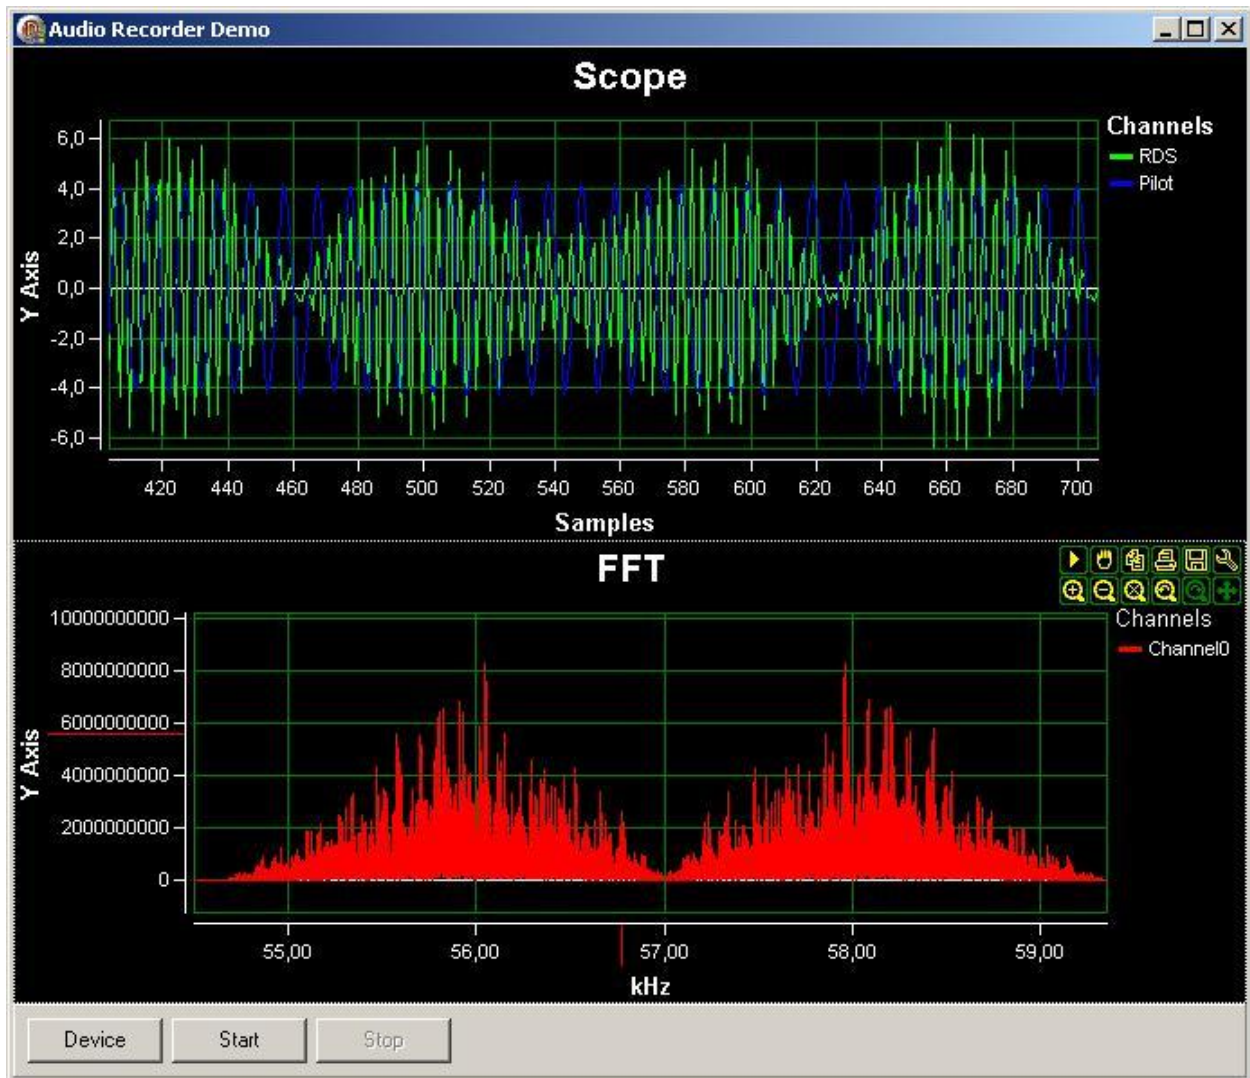 Audio Recorder Demo
Scope
Channels
RDS
Pilot
Y Axis
6,0
4,0
2,0
0,0
-2,0
-4,0
-6,0
420 440 460 480 500 520 540 560 580 600 620 640 660 680 700
Samples
FFT
Channels
Channel0
Y Axis
10000000000
8000000000
6000000000
4000000000
2000000000
0
55,00 56,00 57,00 58,00 59,00
kHz
Device Start Stop